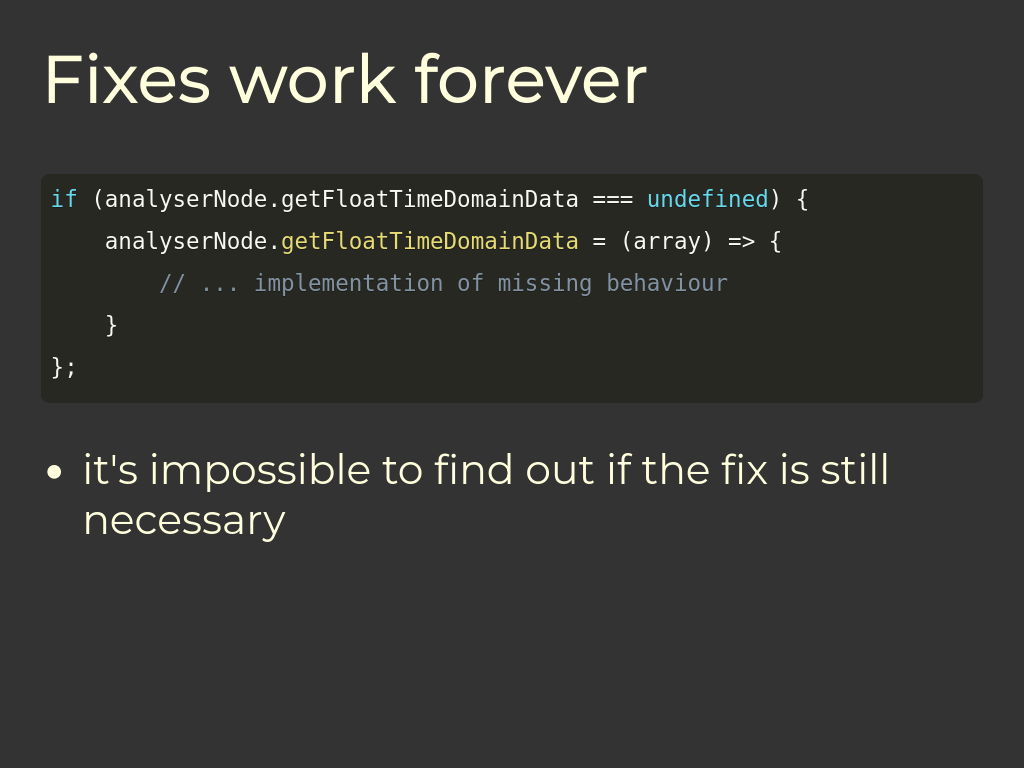 Fixes work forever
if (analyserNode.getFloatTimeDomainData === undefined) {
    analyserNode.getFloatTimeDomainData = (array) => {
        // ... implementation of missing behaviour
    }
};
• it's impossible to find out if the fix is still
necessary